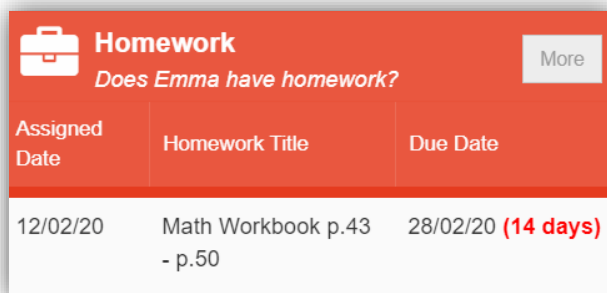 Homework
More
Does Emma have homework?
Assigned
Date
Homework Title
Due Date
12/02/20
Math Workbook p.43
- p.50
28/02/20 (14 days)